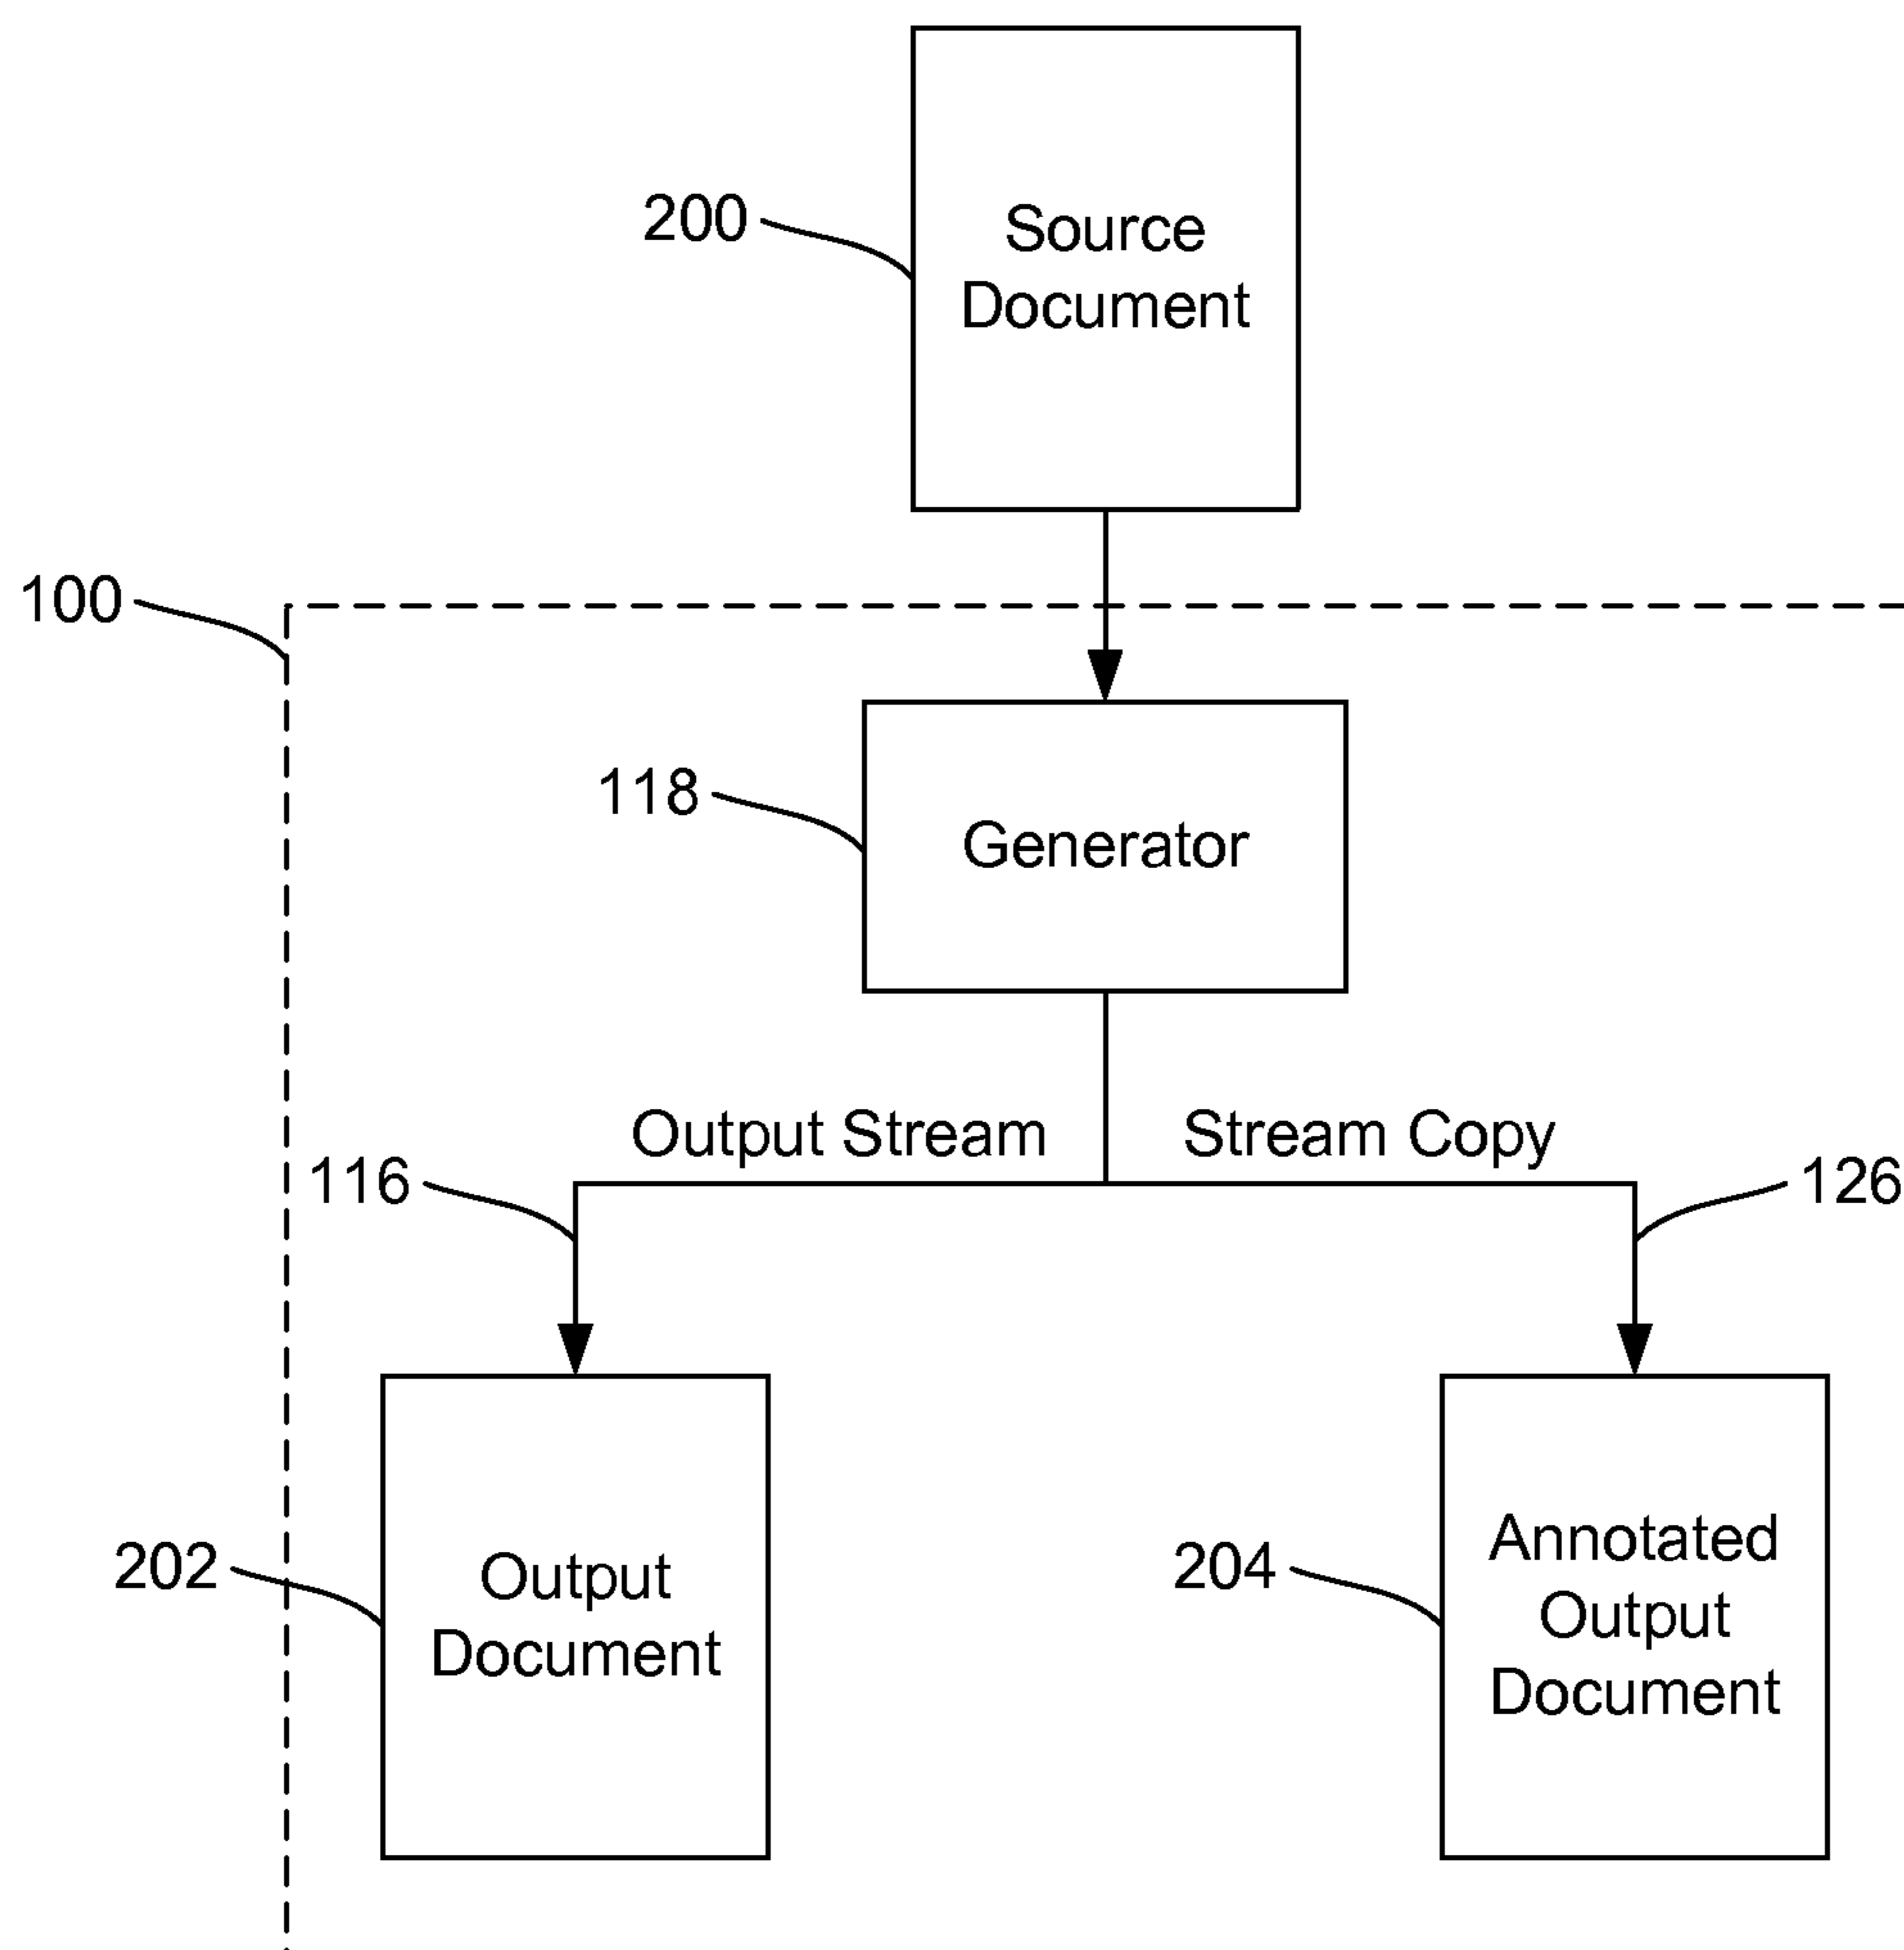 200
Source
Document
100
118
Generator
Output Stream
Stream Copy
116
126
202
Output
Document
204
Annotated
Output
Document